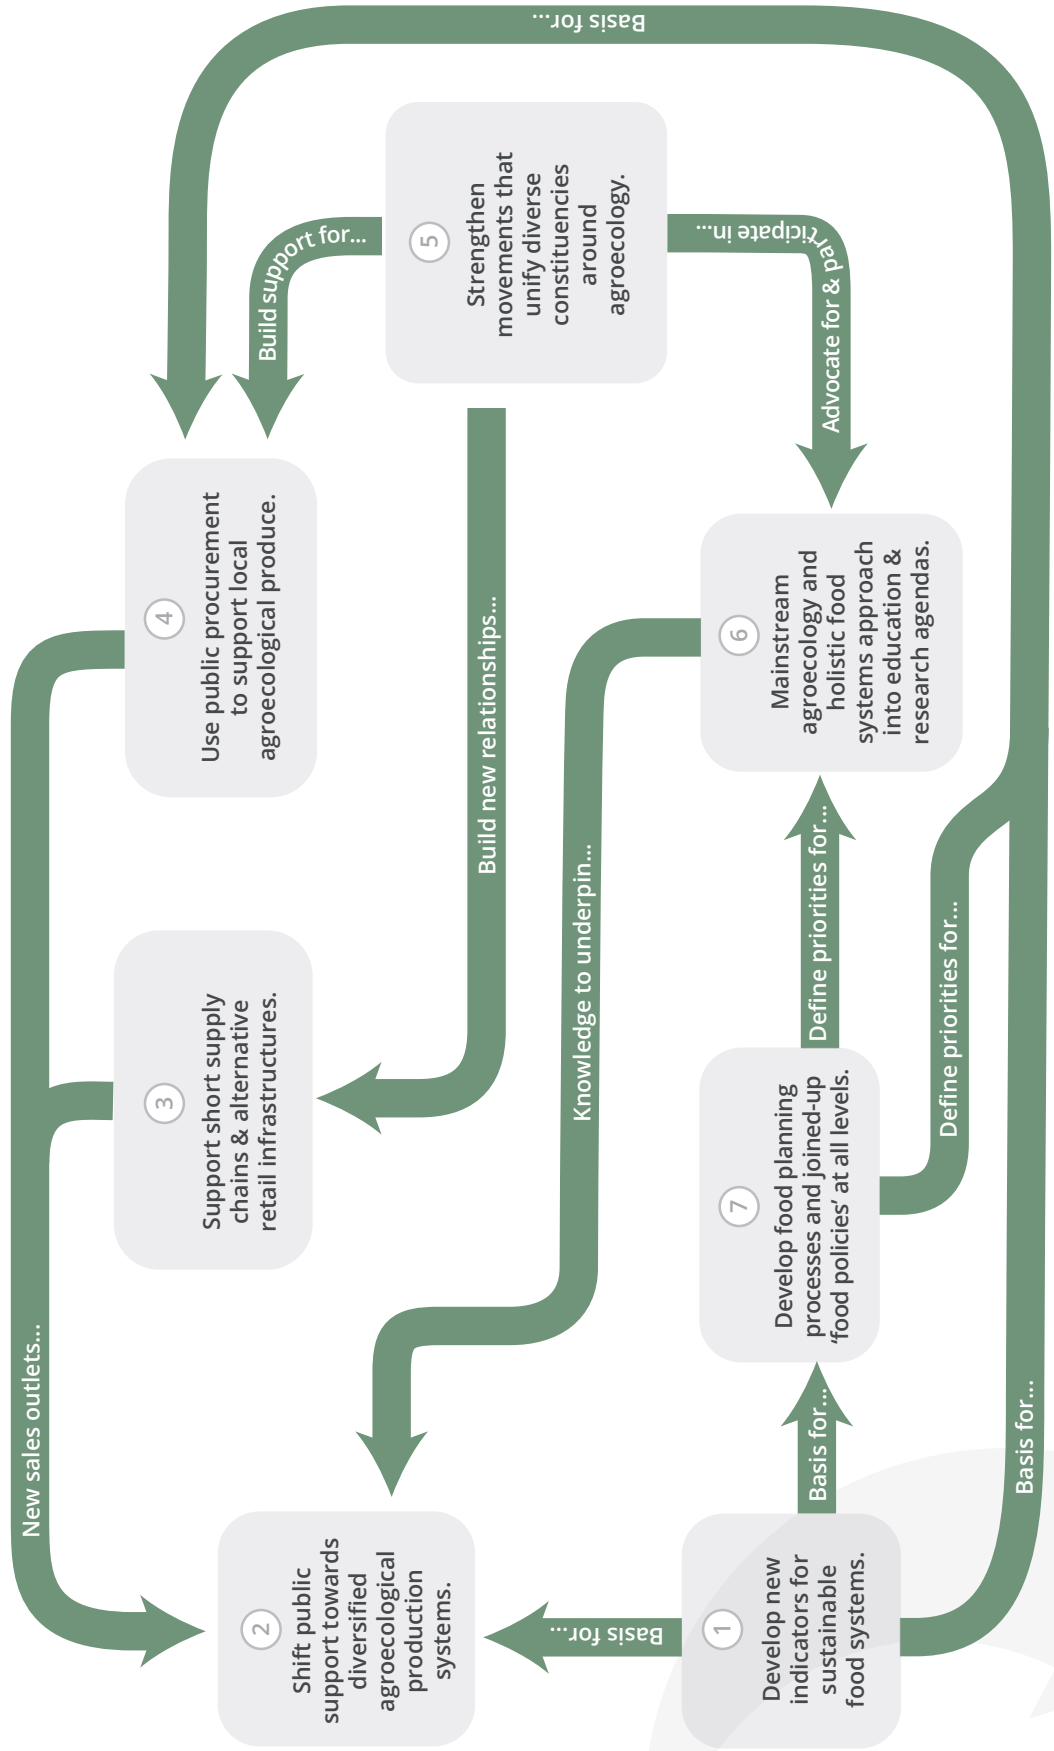 New sales outlets...
2
Shift public
support towards
diversified
agroecological
production
systems.
3
Support short supply
chains & alternative
retail infrastructures.
4
Use public procurement
to support local
agroecological produce.
Build support for...
Basis for...
Build new relationships...
5
Strengthen
movements that
unify diverse
constituencies
around
agroecology.
Knowledge to underpin...
Basis for...
1
Develop new
indicators for
sustainable
food systems.
Basis for...
7
Develop food planning
processes and joined-up
‘food policies’ at all levels.
Define priorities for...
6
Mainstream
agroecology and
holistic food
systems approach
into education &
research agendas.
Advocate for & participate in...
Define priorities for...
Basis for...